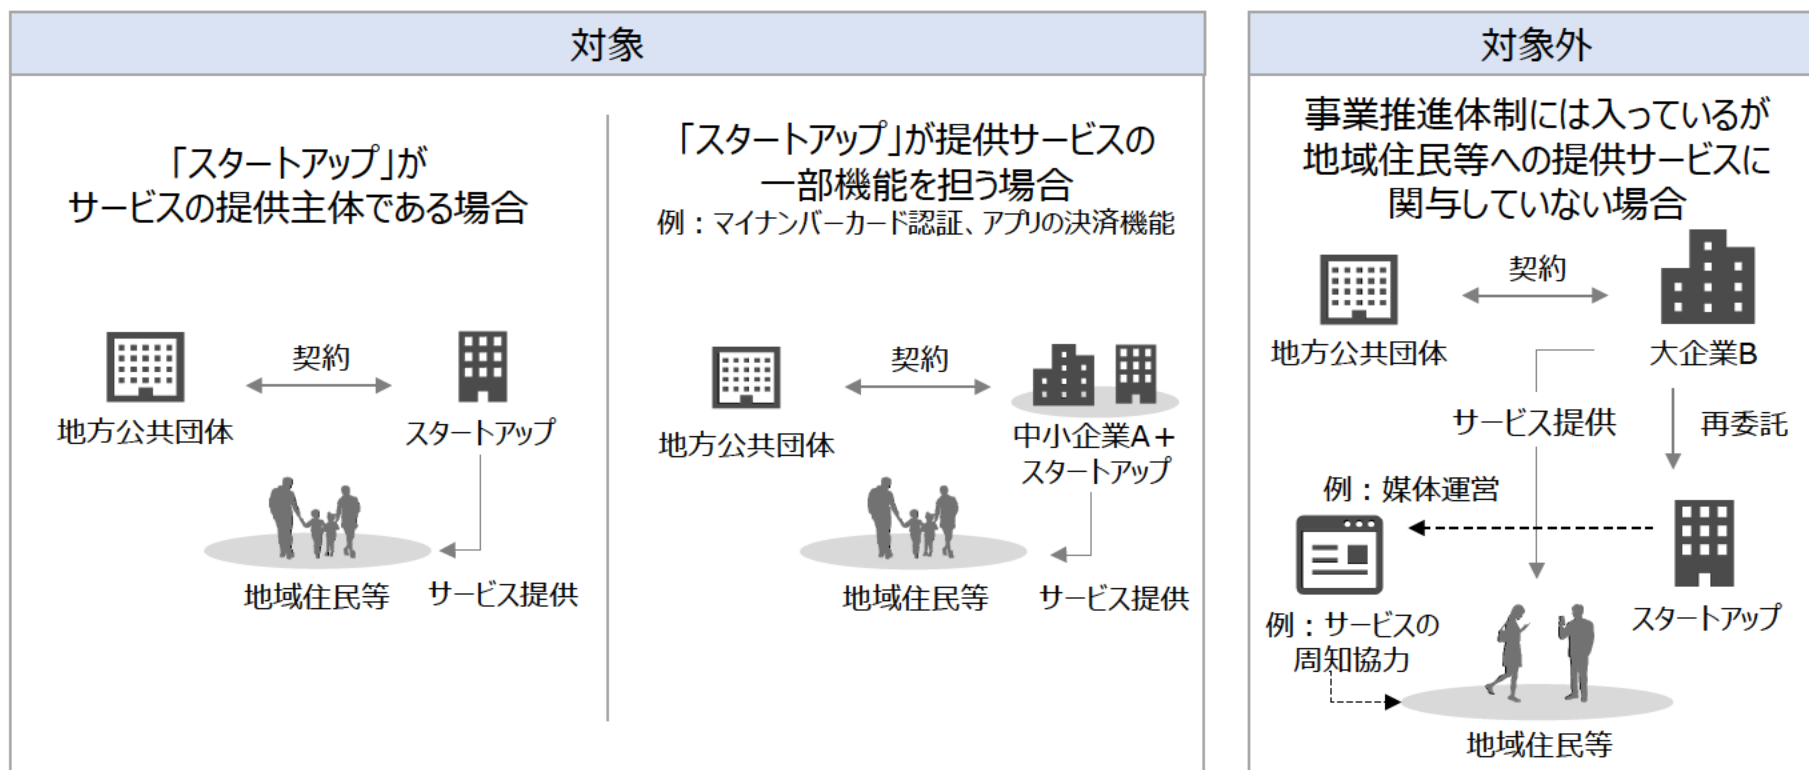 対象
「スタートアップ」が
サービスの提供主体である場合
契約
地方公共団体
スタートアップ
地域住民等
サービス提供
「スタートアップ」が提供サービスの
一部機能を担う場合
例：マイナンバーカード認証、アプリの決済機能
契約
地方公共団体
中小企業A＋
スタートアップ
地域住民等
サービス提供
対象外
事業推進体制には入っているが
地域住民等への提供サービスに
関与していない場合
契約
地方公共団体
大企業B
サービス提供
再委託
例：媒体運営
例：サービスの
周知協力
スタートアップ
地域住民等